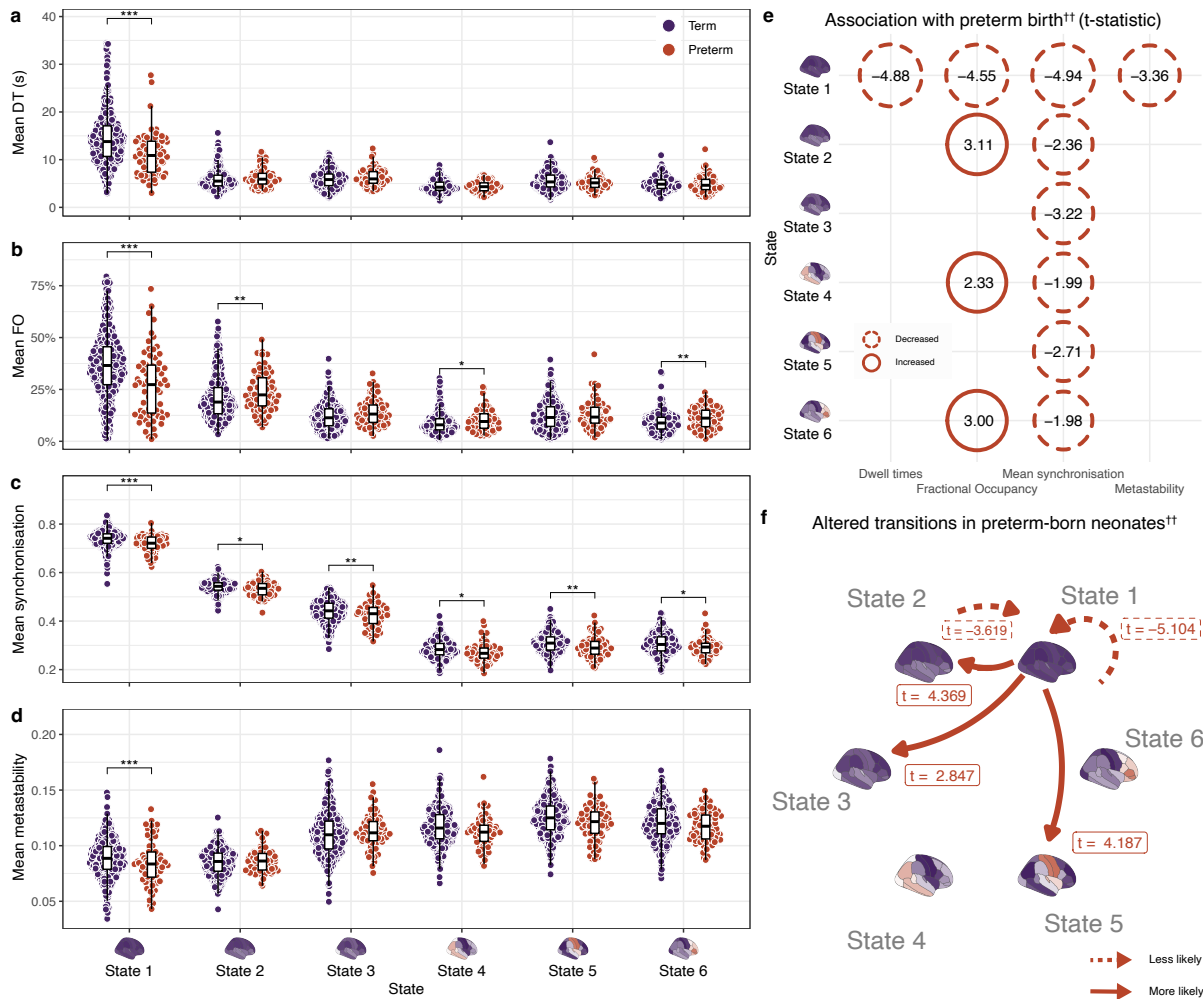 a
40
30
20
10
0
Mean DT (s)
***
Term
Preterm
b
75%
50%
25%
0%
Mean FO
***
**
*
**
c
0.8
0.6
0.4
0.2
Mean synchronisation
***
*
**
*
**
*
d
0.20
0.15
0.10
0.05
Mean metastability
***
State 1
State 2
State 3
State 4
State 5
State 6
State
e
Association with preterm birth†† (t-statistic)
State
State 1
−4.88
−4.55
−4.94
−3.36
State 2
3.11
−2.36
State 3
−3.22
State 4
2.33
−1.99
State 5
−2.71
State 6
3.00
−1.98
Decreased
Increased
Dwell times
Fractional Occupancy
Mean synchronisation
Metastability
f
Altered transitions in preterm-born neonates††
State 2
State 1
t = −3.619
t = −5.104
t = 4.369
State 6
t = 2.847
State 3
t = 4.187
State 5
State 4
Less likely
More likely